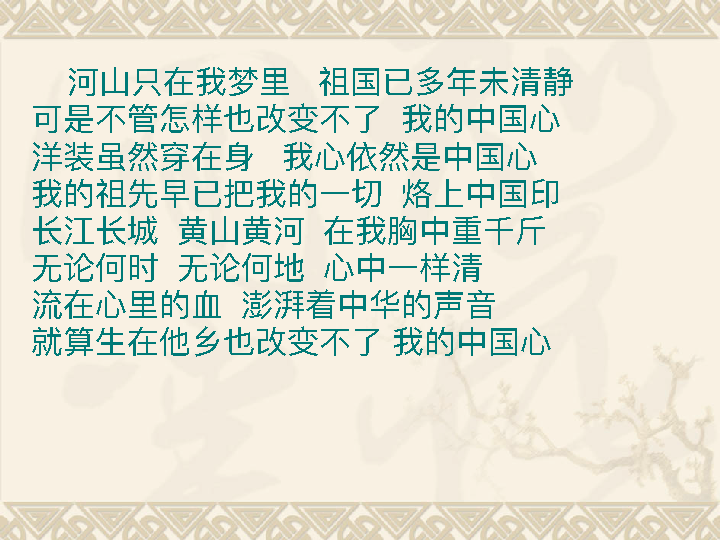 河山只在我梦里 祖国已多年未清静
可是不管怎样也改变不了 我的中国心
洋装虽然穿在身 我心依然是中国心
我的祖先早已把我的一切 烙上中国印
长江长城 黄山黄河 在我胸中重千斤
无论何时 无论何地 心中一样清
流在心里的血 澎湃着中华的声音
就算生在他乡也改变不了 我的中国心